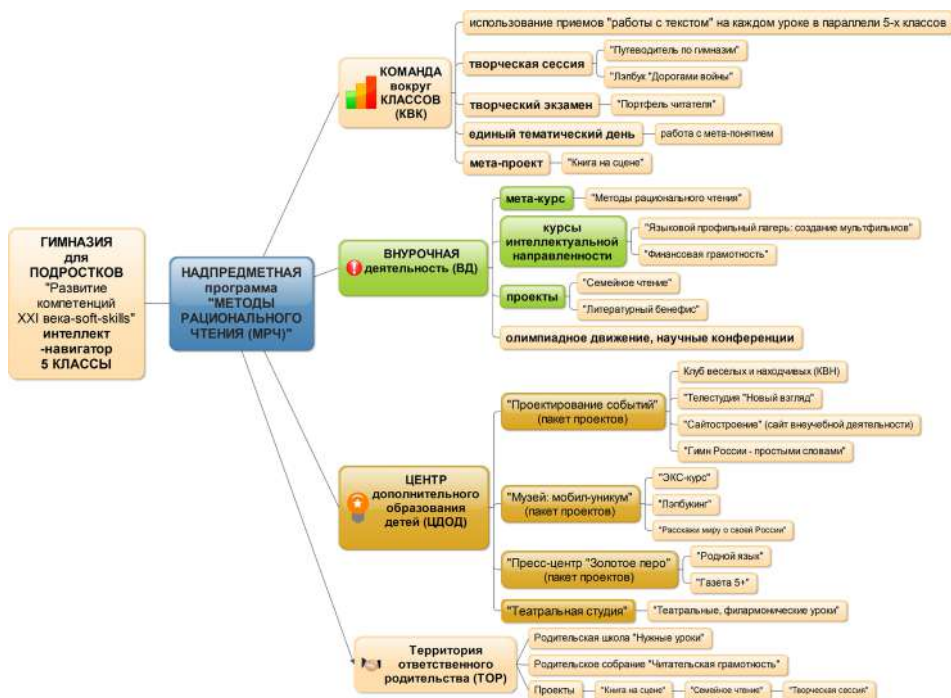 ГИМНАЗИЯ
для
ПОДРОСТКОВ
"Развитие
компетенций
XXI века-soft-skills"
интеллект
-навигатор
5 КЛАССЫ
НАДПРЕДМЕТНАЯ
программа
"МЕТОДЫ
РАЦИОНАЛЬНОГО
ЧТЕНИЯ (МРЧ)"
КОМАНДА
вокруг
КЛАССОВ
(КВК)
использование приемов "работы с текстом" на каждом уроке в параллели 5-х классов
творческая сессия
"Путеводитель по гимназии"
"Лэпбук "Дорогами войны"
творческий экзамен
"Портфель читателя"
единый тематический день
работа с мета-понятием
мета-проект
"Книга на сцене"
ВНУРОЧНАЯ
деятельность (ВД)
мета-курс
"Методы рационального чтения"
курсы
интеллектуальной
направленности
"Языковой профильный лагерь: создание мультфильмов"
"Финансовая грамотность"
проекты
"Семейное чтение"
"Литературный бенефис"
олимпиадное движение, научные конференции
ЦЕНТР
дополнительного
образования
детей (ЦДОД)
"Проектирование событий"
(пакет проектов)
Клуб веселых и находчивых (КВН)
"Телестудия "Новый взгляд"
"Сайтостроение" (сайт внеучебной деятельности)
"Гимн России - простыми словами"
"Музей: мобил-уникум"
(пакет проектов)
"ЭКС-курс"
"Лэпбукинг"
"Расскажи миру о своей России"
"Пресс-центр "Золотое перо"
(пакет проектов)
"Родной язык"
"Газета 5+"
"Театральная студия"
"Театральные, филармонические уроки"
Территория
ответственного
родительства (ТОР)
Родительская школа "Нужные уроки"
Родительское собрание "Читательская грамотность"
Проекты
"Книга на сцене"
"Семейное чтение"
"Творческая сессия"